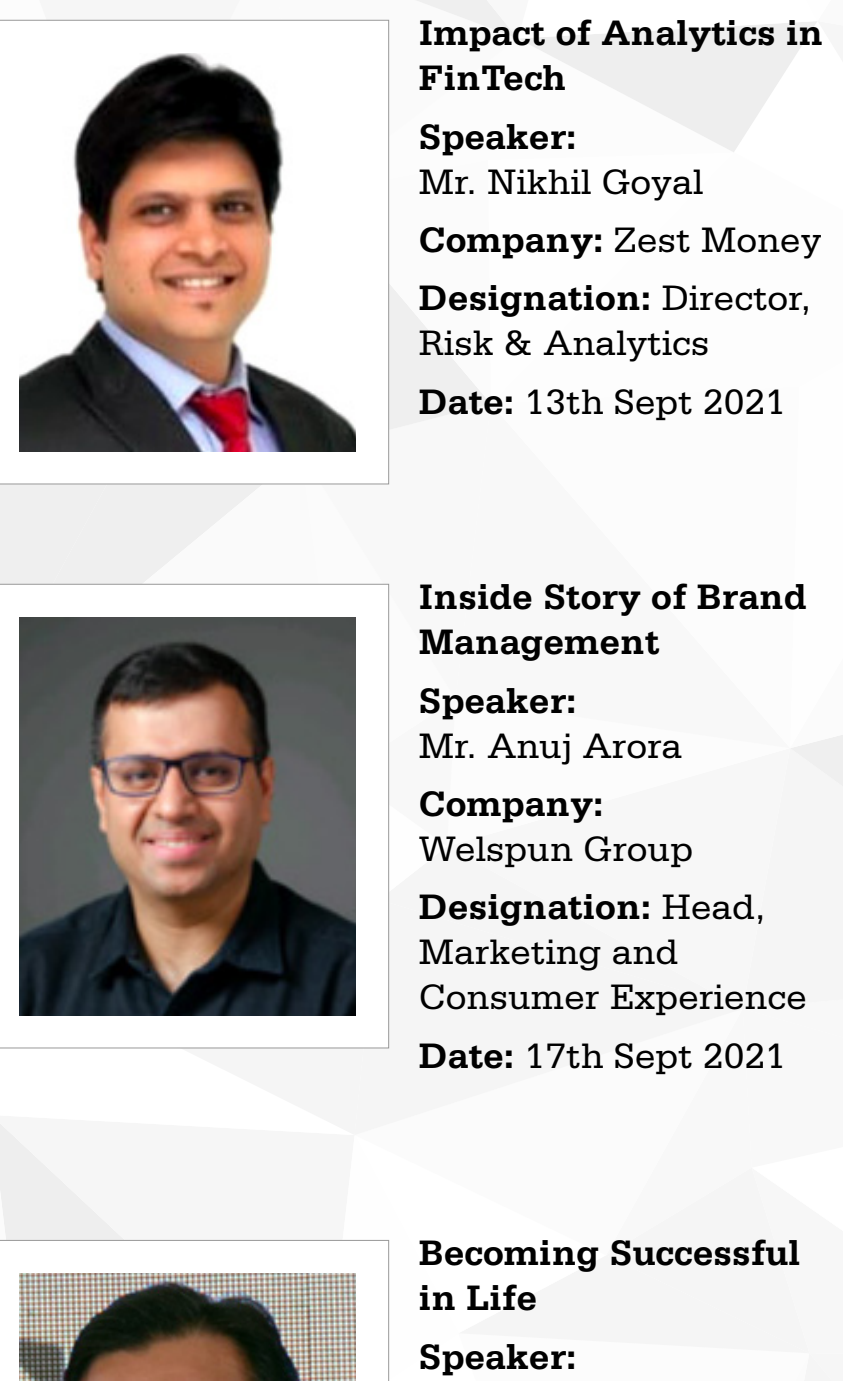 Impact of Analytics in
FinTech
Speaker:
Mr. Nikhil Goyal
Company: Zest Money
Designation: Director,
Risk & Analytics
Date: 13th Sept 2021
Inside Story of Brand
Management
Speaker:
Mr. Anuj Arora
Company:
Welspun Group
Designation: Head,
Marketing and
Consumer Experience
Date: 17th Sept 2021
Becoming Successful
in Life
Speaker: